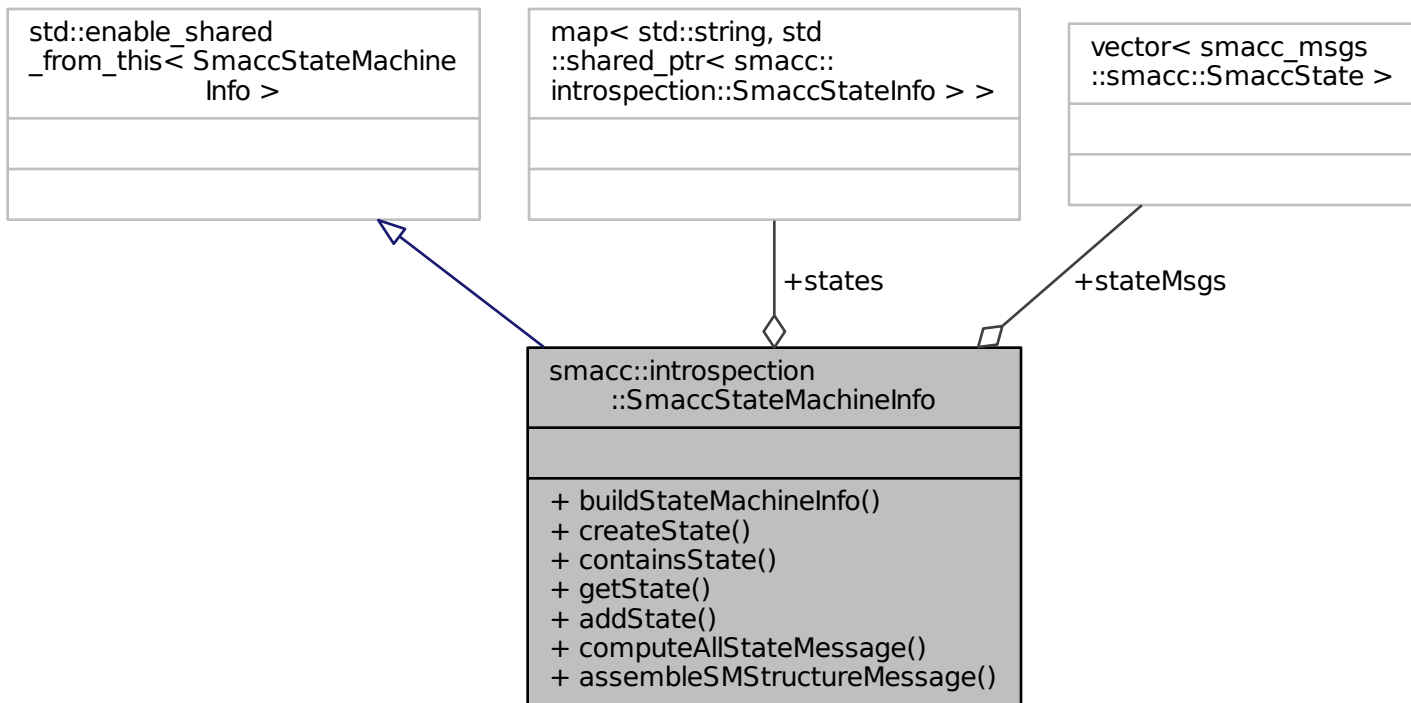 std::enable_shared
_from_this< SmaccStateMachine
Info >
map< std::string, std
::shared_ptr< smacc::
introspection::SmaccStateInfo > >
vector< smacc_msgs
::smacc::SmaccState >
+states
+stateMsgs
smacc::introspection
::SmaccStateMachineInfo
+ buildStateMachineInfo()
+ createState()
+ containsState()
+ getState()
+ addState()
+ computeAllStateMessage()
+ assembleSMStructureMessage()